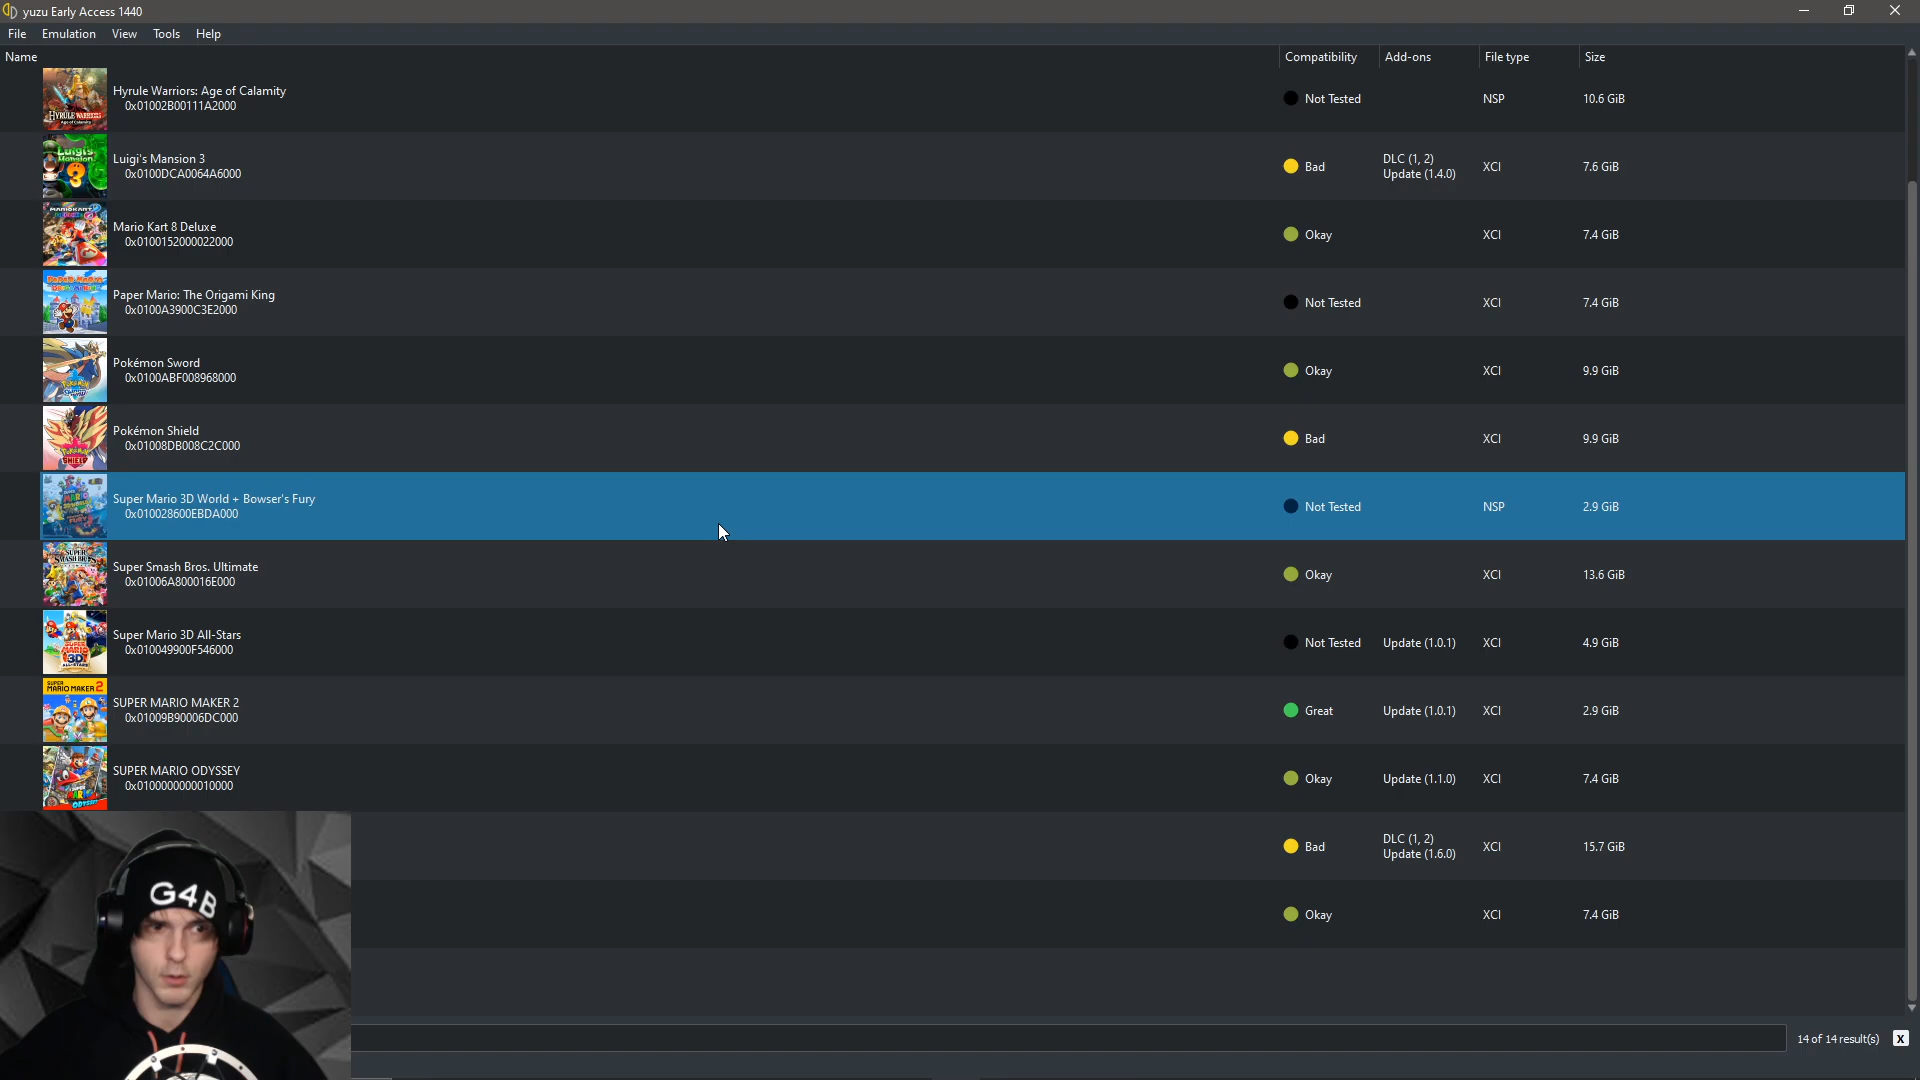 yuzu Early Access 1440
File Emulation View Tools Help
Name Compatibility Add-ons File type Size
Hyrule Warriors: Age of Calamity
0x01002B00111A2000
Not Tested NSP 10.6 GiB
Luigi's Mansion 3
0x0100DCA0064A6000
Bad
DLC (1, 2)
Update (1.4.0)
XCI 7.6 GiB
Mario Kart 8 Deluxe
0x0100152000022000
Okay XCI 7.4 GiB
Paper Mario: The Origami King
0x0100A3900C3E2000
Not Tested XCI 7.4 GiB
Pokémon Sword
0x0100ABF008968000
Okay XCI 9.9 GiB
Pokémon Shield
0x01008DB008C2C000
Bad XCI 9.9 GiB
Super Mario 3D World + Bowser's Fury
0x010028600EBDA000
Not Tested NSP 2.9 GiB
Super Smash Bros. Ultimate
0x01006A800016E000
Okay XCI 13.6 GiB
Super Mario 3D All-Stars
0x010049900F546000
Not Tested Update (1.0.1) XCI 4.9 GiB
SUPER MARIO MAKER 2
0x01009B90006DC000
Great Update (1.0.1) XCI 2.9 GiB
SUPER MARIO ODYSSEY
0x0100000000010000
Okay Update (1.1.0) XCI 7.4 GiB
Bad
DLC (1, 2)
Update (1.6.0)
XCI 15.7 GiB
Okay XCI 7.4 GiB
G4B
14 of 14 result(s) X